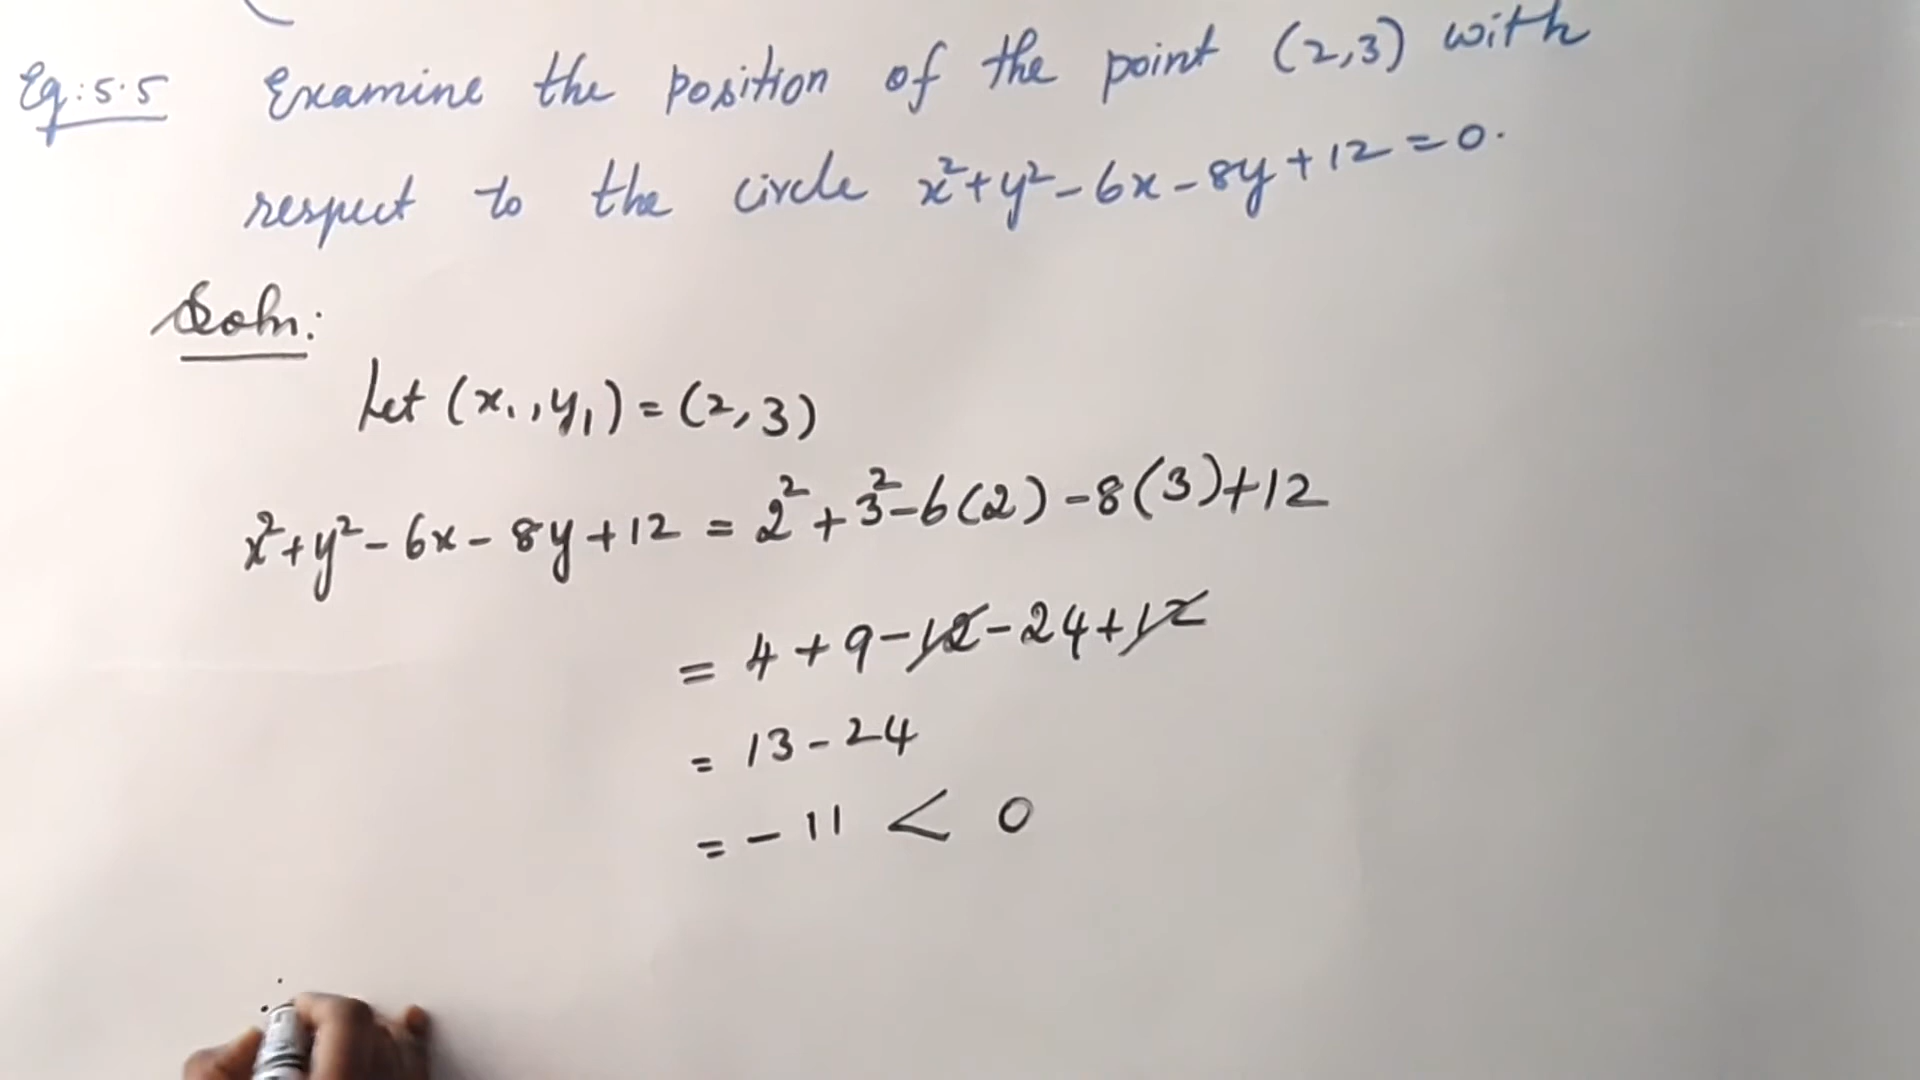 Eg:5.5 Examine the position of the point (2,3) with
respect to the circle x²+y²-6x-8y+12=0.
Soln:
Let (x₁,y₁)=(2,3)
x²+y²-6x-8y+12 = 2²+3²-6(2)-8(3)+12
= 4+9-12-24+12
= 13-24
= -11 < 0